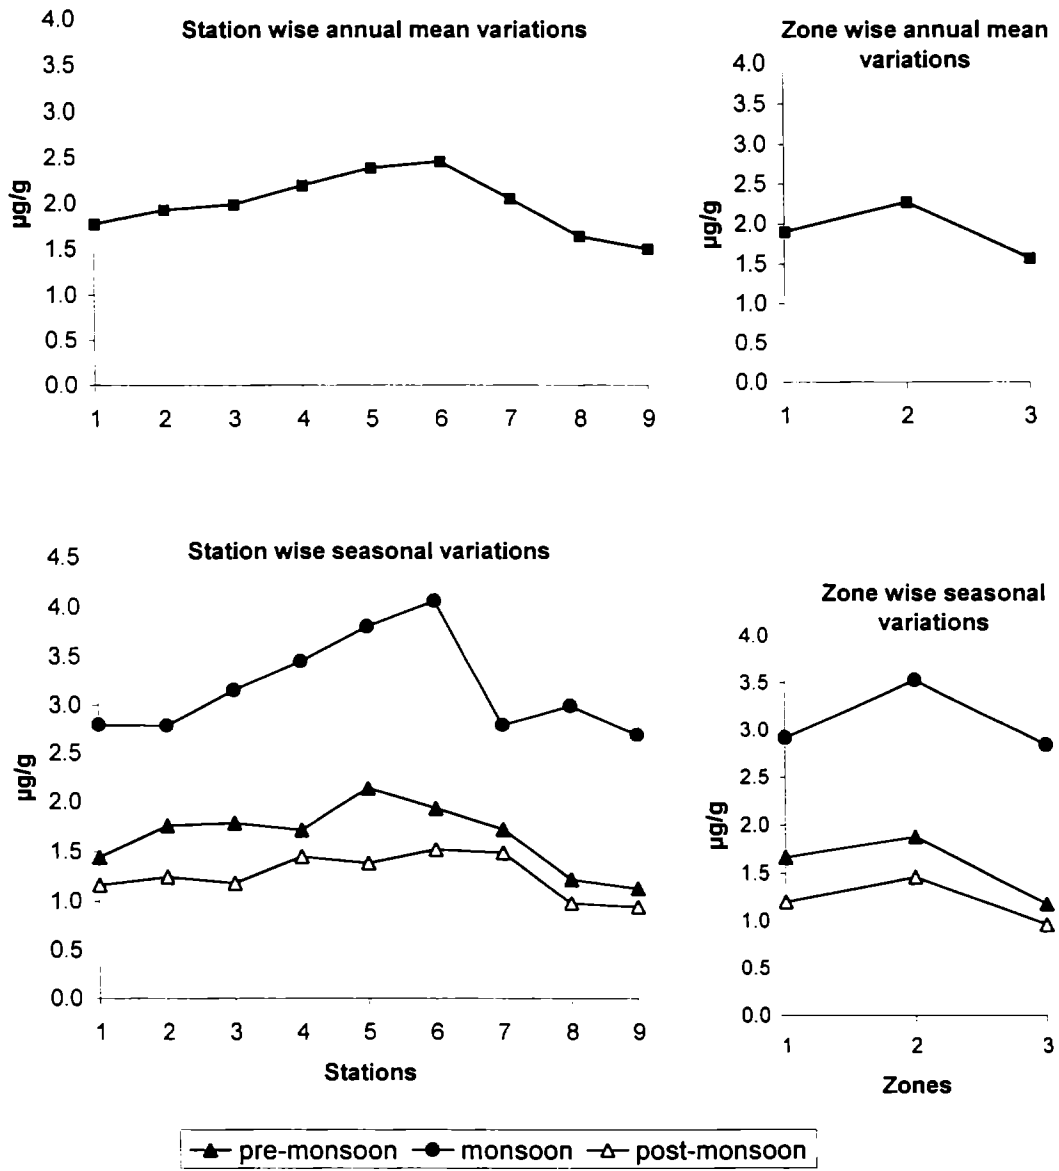 Station wise annual mean variations
4.0
3.5
3.0
2.5
2.0
1.5
1.0
0.5
0.0
µg/g
1 2 3 4 5 6 7 8 9
Zone wise annual mean
variations
4.0
3.5
3.0
2.5
2.0
1.5
1.0
0.5
0.0
µg/g
1 2 3
Station wise seasonal variations
4.5
4.0
3.5
3.0
2.5
2.0
1.5
1.0
0.5
0.0
µg/g
1 2 3 4 5 6 7 8 9
Stations
Zone wise seasonal
variations
4.0
3.5
3.0
2.5
2.0
1.5
1.0
0.5
0.0
µg/g
1 2 3
Zones
pre-monsoon monsoon post-monsoon